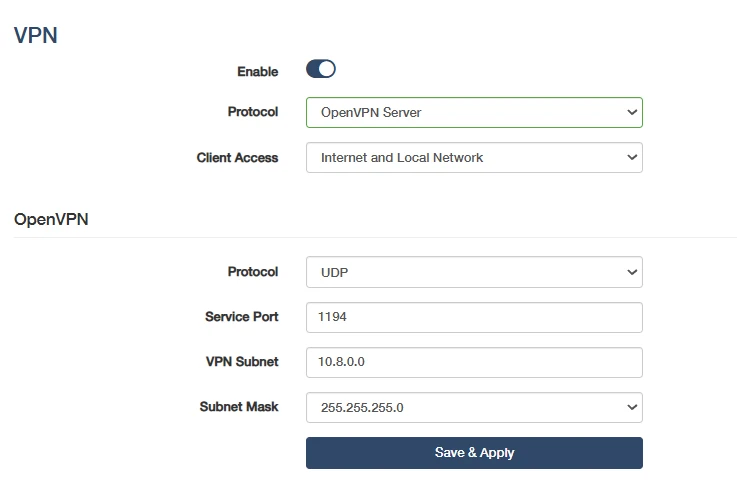 VPN
Enable
Protocol OpenVPN Server
Client Access Internet and Local Network
OpenVPN
Protocol UDP
Service Port 1194
VPN Subnet 10.8.0.0
Subnet Mask 255.255.255.0
Save & Apply